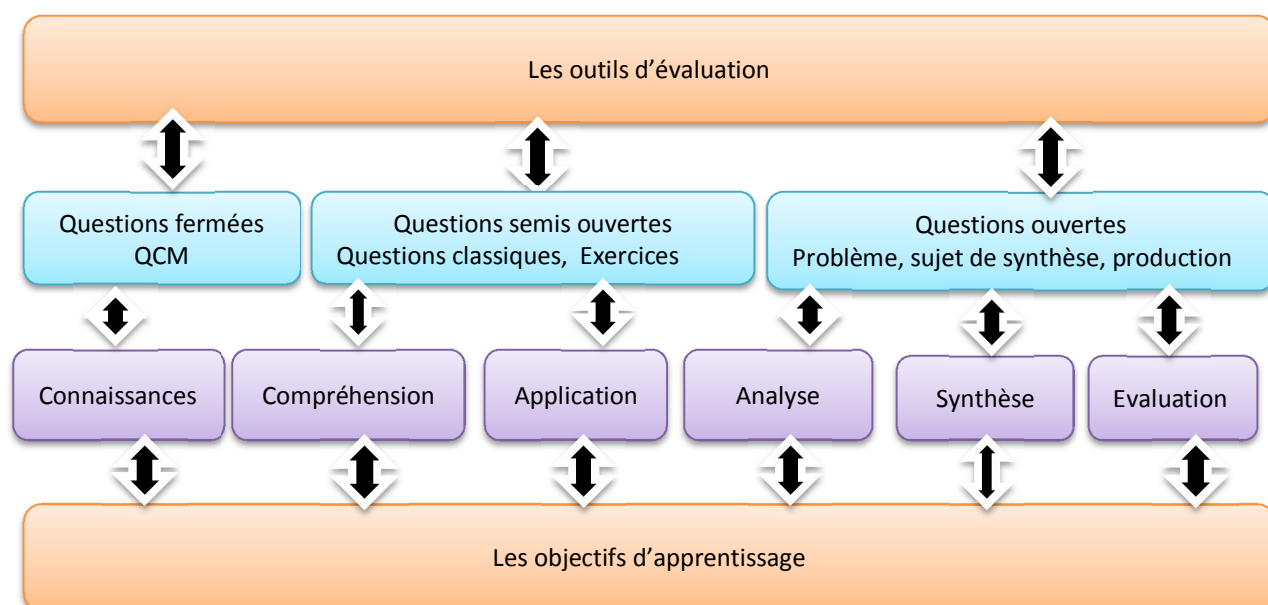 Les outils d’évaluation
Questions fermées
QCM
Questions semis ouvertes
Questions classiques, Exercices
Questions ouvertes
Problème, sujet de synthèse, production
Connaissances
Compréhension
Application
Analyse
Synthèse
Evaluation
Les objectifs d’apprentissage